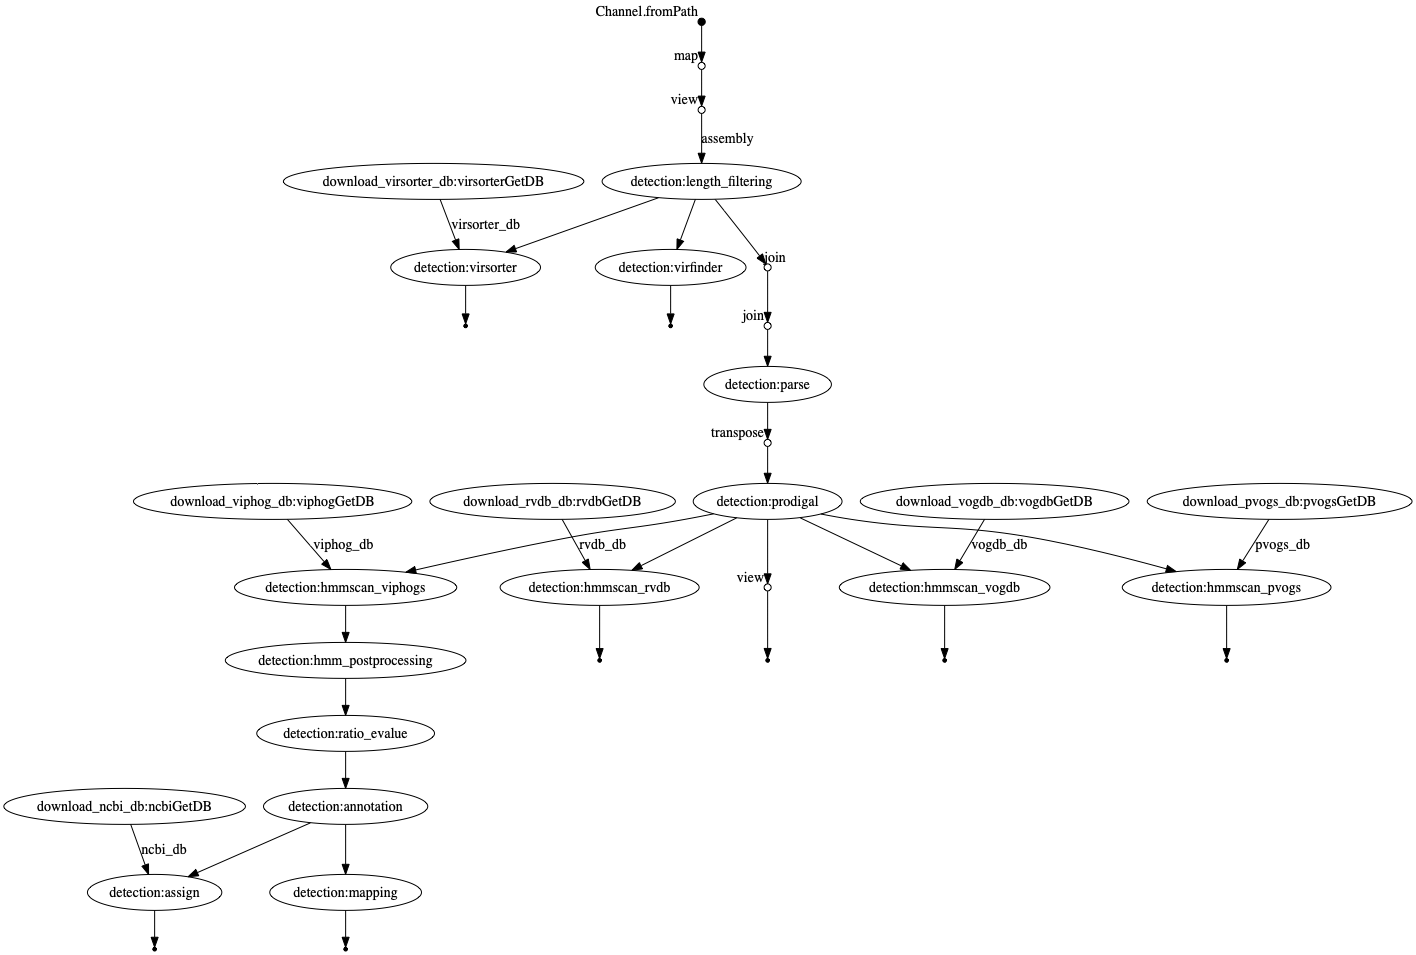 Channel.fromPath
map
view
assembly
download_virsorter_db:virsorterGetDB
detection:length_filtering
virsorter_db
detection:virsorter
detection:virfinder
join
join
detection:parse
transpose
download_viphog_db:viphogGetDB
download_rvdb_db:rvdbGetDB
detection:prodigal
download_vogdb_db:vogdbGetDB
download_pvogs_db:pvogsGetDB
viphog_db
rvdb_db
vogdb_db
pvogs_db
detection:hmmscan_viphogs
detection:hmmscan_rvdb
view
detection:hmmscan_vogdb
detection:hmmscan_pvogs
detection:hmm_postprocessing
detection:ratio_evalue
download_ncbi_db:ncbiGetDB
detection:annotation
ncbi_db
detection:assign
detection:mapping